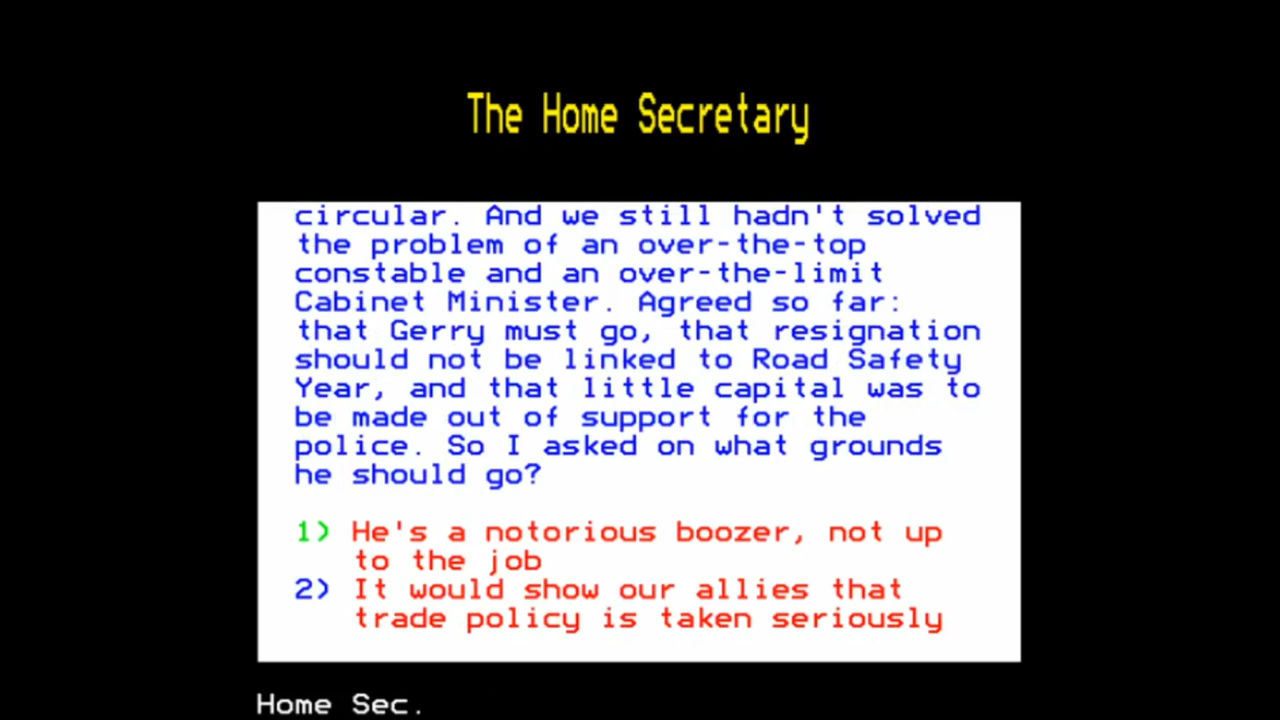 The Home Secretary
circular. And we still hadn't solved
the problem of an over-the-top
constable and an over-the-limit
Cabinet Minister. Agreed so far:
that Gerry must go, that resignation
should not be linked to Road Safety
Year, and that little capital was to
be made out of support for the
police. So I asked on what grounds
he should go?
1) He's a notorious boozer, not up
to the job
2) It would show our allies that
trade policy is taken seriously
Home Sec.